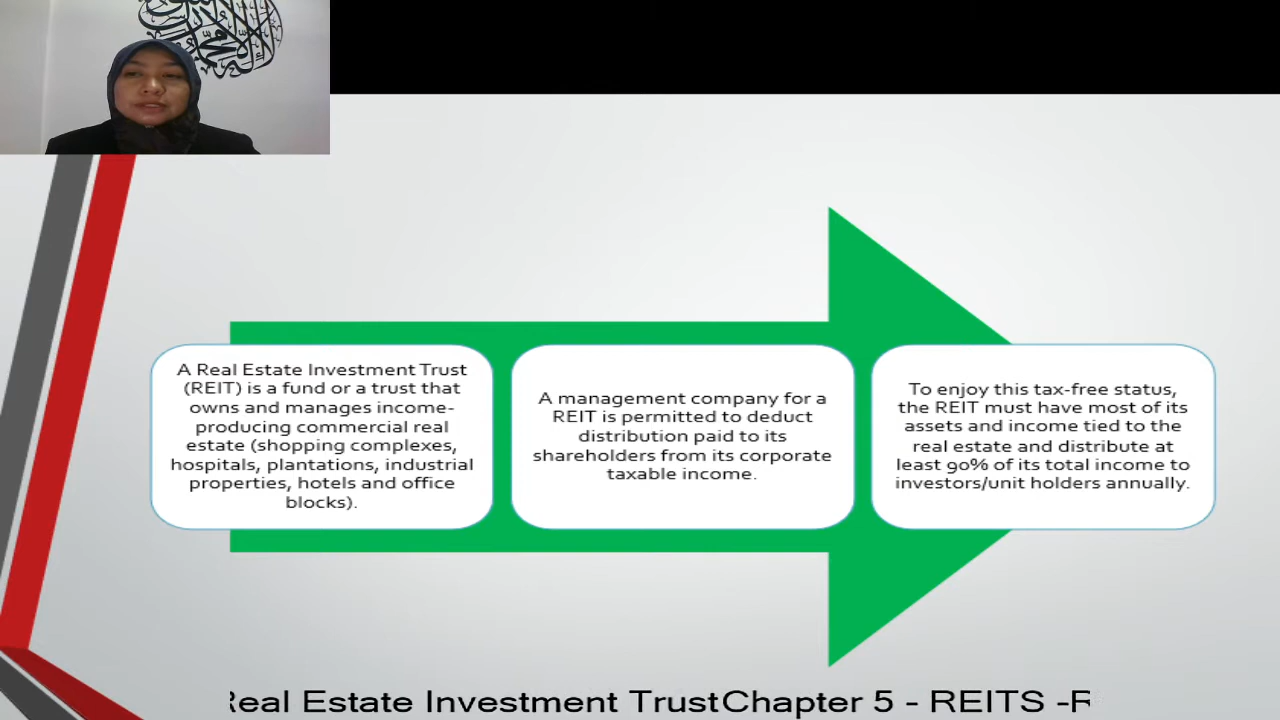 A Real Estate Investment Trust
(REIT) is a fund or a trust that
owns and manages income-
producing commercial real
estate (shopping complexes,
hospitals, plantations, industrial
properties, hotels and office
blocks).
A management company for a
REIT is permitted to deduct
distribution paid to its
shareholders from its corporate
taxable income.
To enjoy this tax-free status,
the REIT must have most of its
assets and income tied to the
real estate and distribute at
least 90% of its total income to
investors/unit holders annually.
Real Estate Investment TrustChapter 5 - REITS -R